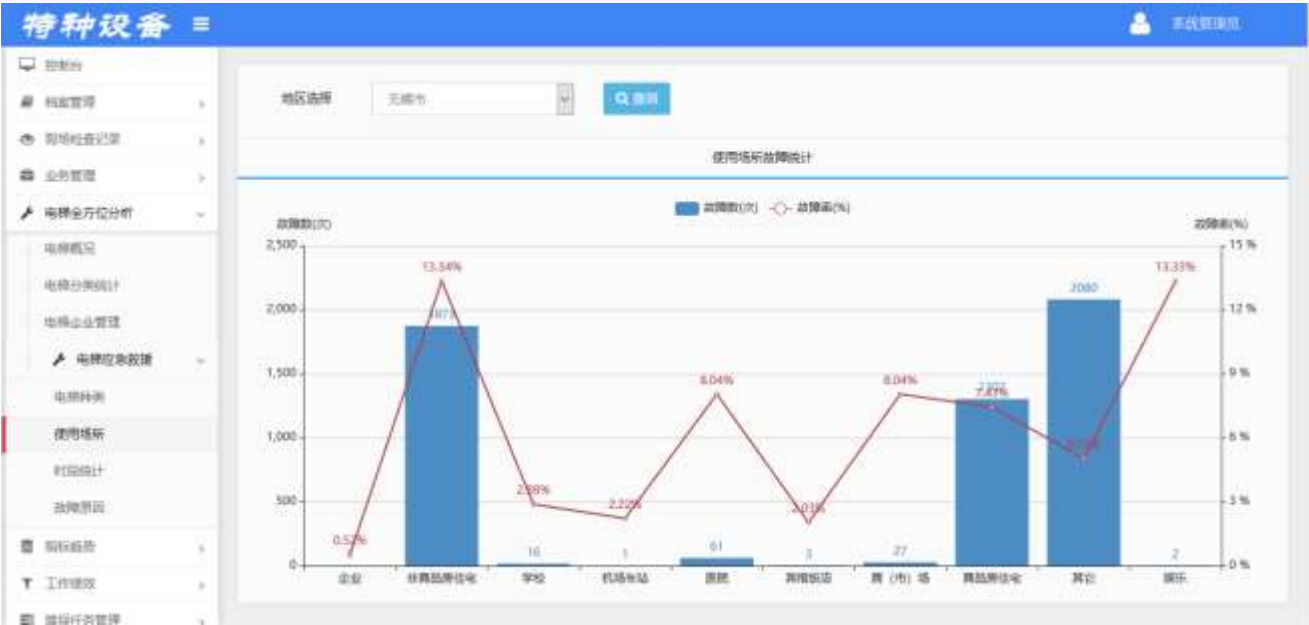 特种设备
系统管理员
控制台
档案管理
现场检查记录
业务管理
电梯全方位分析
电梯概况
电梯分类统计
电梯企业管理
电梯应急救援
电梯种类
使用场所
时段统计
故障原因
指标趋势
工作绩效
地区选择
无锡市
查询
使用场所故障统计
故障数(次) 故障率(%)
故障数(次)
故障率(%)
2,500
2,000
1,500
1,000
500
0
15 %
12 %
9 %
6 %
3 %
0 %
0.52%
13.34%
2.22%
8.04%
2.03%
8.04%
13.33%
16
61
3
27
2080
2
企业
非商品房住宅
学校
机场车站
医院
宾馆饭店
商（市）场
商品房住宅
其它
娱乐